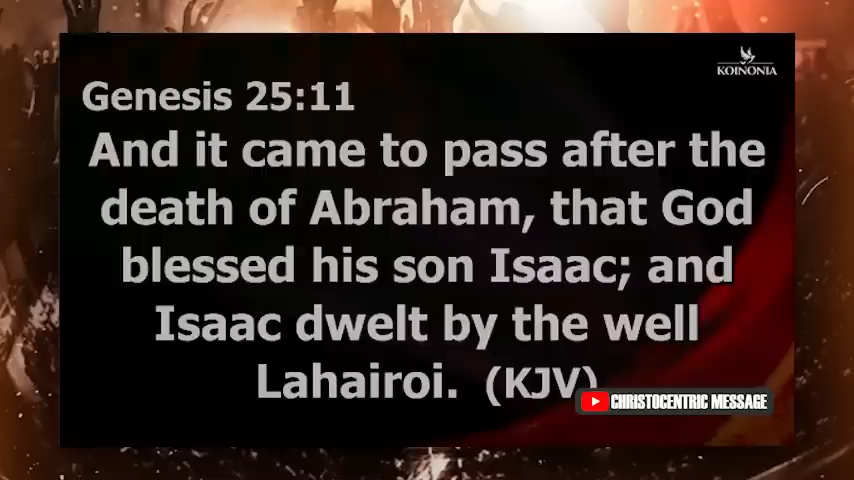 KOINONIA
Genesis 25:11
And it came to pass after the
death of Abraham, that God
blessed his son Isaac; and
Isaac dwelt by the well
Lahairoi. (KJV)
CHRISTOCENTRIC MESSAGE